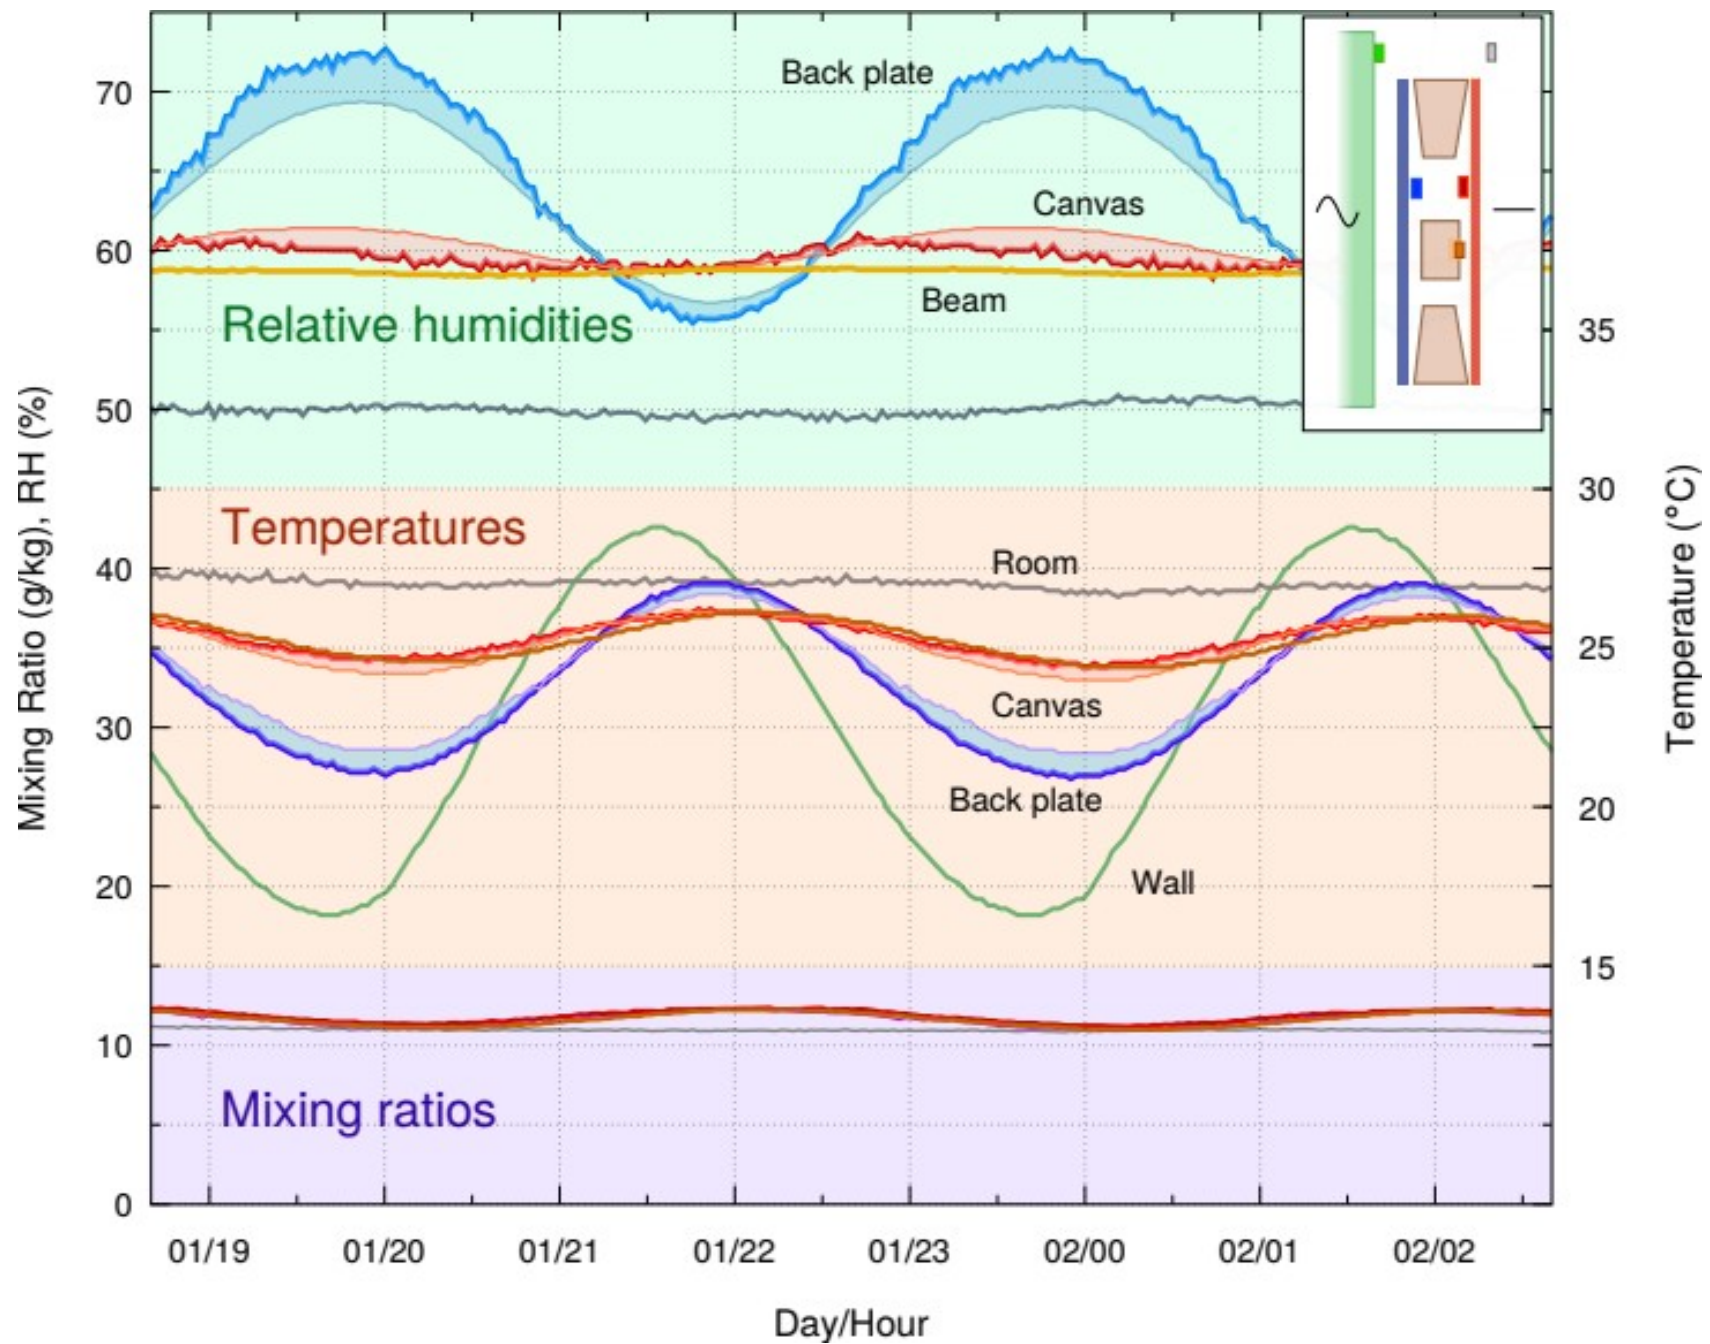 70
60
50
40
30
20
10
0
Mixing Ratio (g/kg), RH (%)
Back plate
Canvas
Beam
Relative humidities
Temperatures
Room
Canvas
Back plate
Wall
Mixing ratios
35
30
25
20
15
Temperature (°C)
01/19 01/20 01/21 01/22 01/23 02/00 02/01 02/02
Day/Hour